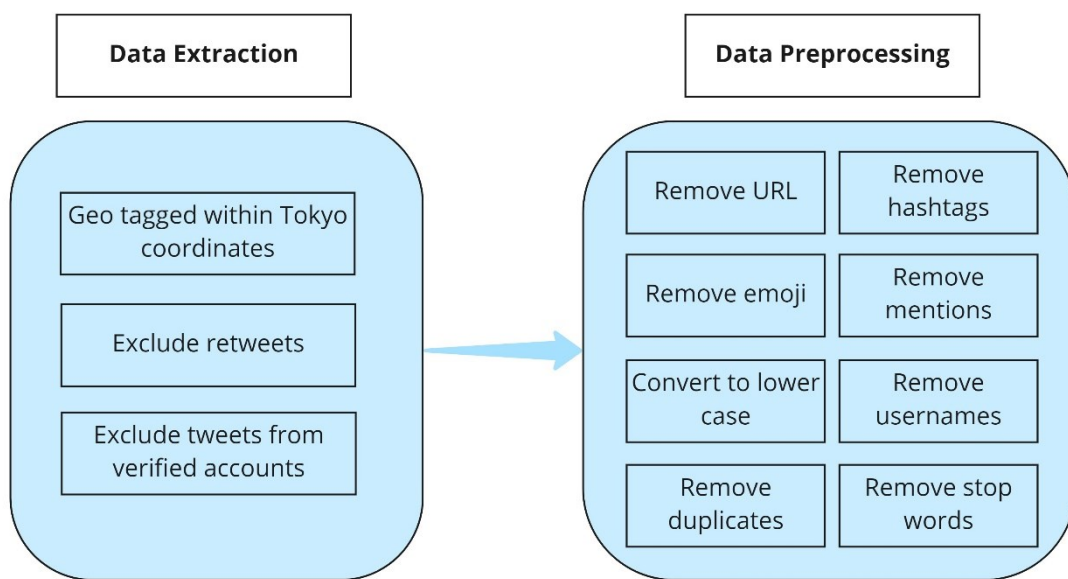 Data Extraction
Geo tagged within Tokyo
coordinates
Exclude retweets
Exclude tweets from
verified accounts
Data Preprocessing
Remove URL
Remove
hashtags
Remove emoji
Remove
mentions
Convert to lower
case
Remove
usernames
Remove
duplicates
Remove stop
words